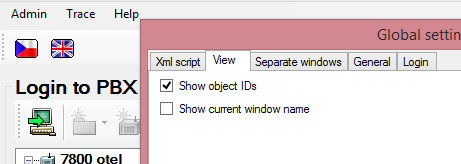 Admin Trace Help
Global settin
Xml script View Separate windows General Login
Login to PBX
Show object IDs
Show current window name
7800 otel